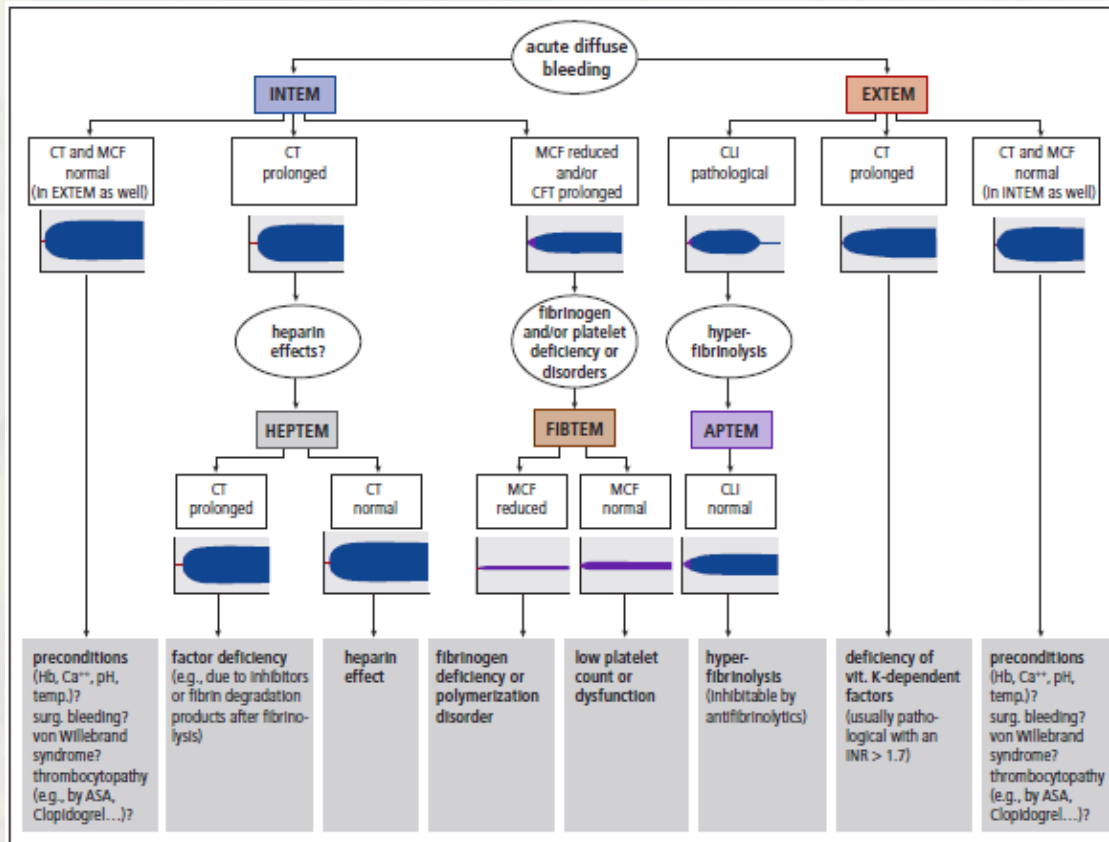 acute diffuse
bleeding
INTEM
EXTEM
CT and MCF
normal
(in EXTEM as well)
CT
prolonged
MCF reduced
and/or
CFT prolonged
CLI
pathological
CT
prolonged
CT and MCF
normal
(in INTEM as well)
heparin
effects?
fibrinogen
and/or platelet
deficiency or
disorders
hyper-
fibrinolysis
HEPTEM
FIBTEM
APTEM
CT
prolonged
CT
normal
MCF
reduced
MCF
normal
CLI
normal
preconditions
(Hb, Ca⁺⁺, pH,
temp.)?
surg. bleeding?
von Willebrand
syndrome?
thrombocytopathy
(e.g., by ASA,
Clopidogrel...)?
factor deficiency
(e.g., due to inhibitors
or fibrin degradation
products after fibrino-
lysis)
heparin
effect
fibrinogen
deficiency or
polymerization
disorder
low platelet
count or
dysfunction
hyper-
fibrinolysis
(inhibitable by
antifibrinolytics)
deficiency of
vit. K-dependent
factors
(usually patho-
logical with an
INR > 1.7)
preconditions
(Hb, Ca⁺⁺, pH,
temp.)?
surg. bleeding?
von Willebrand
syndrome?
thrombocytopathy
(e.g., by ASA,
Clopidogrel...)?